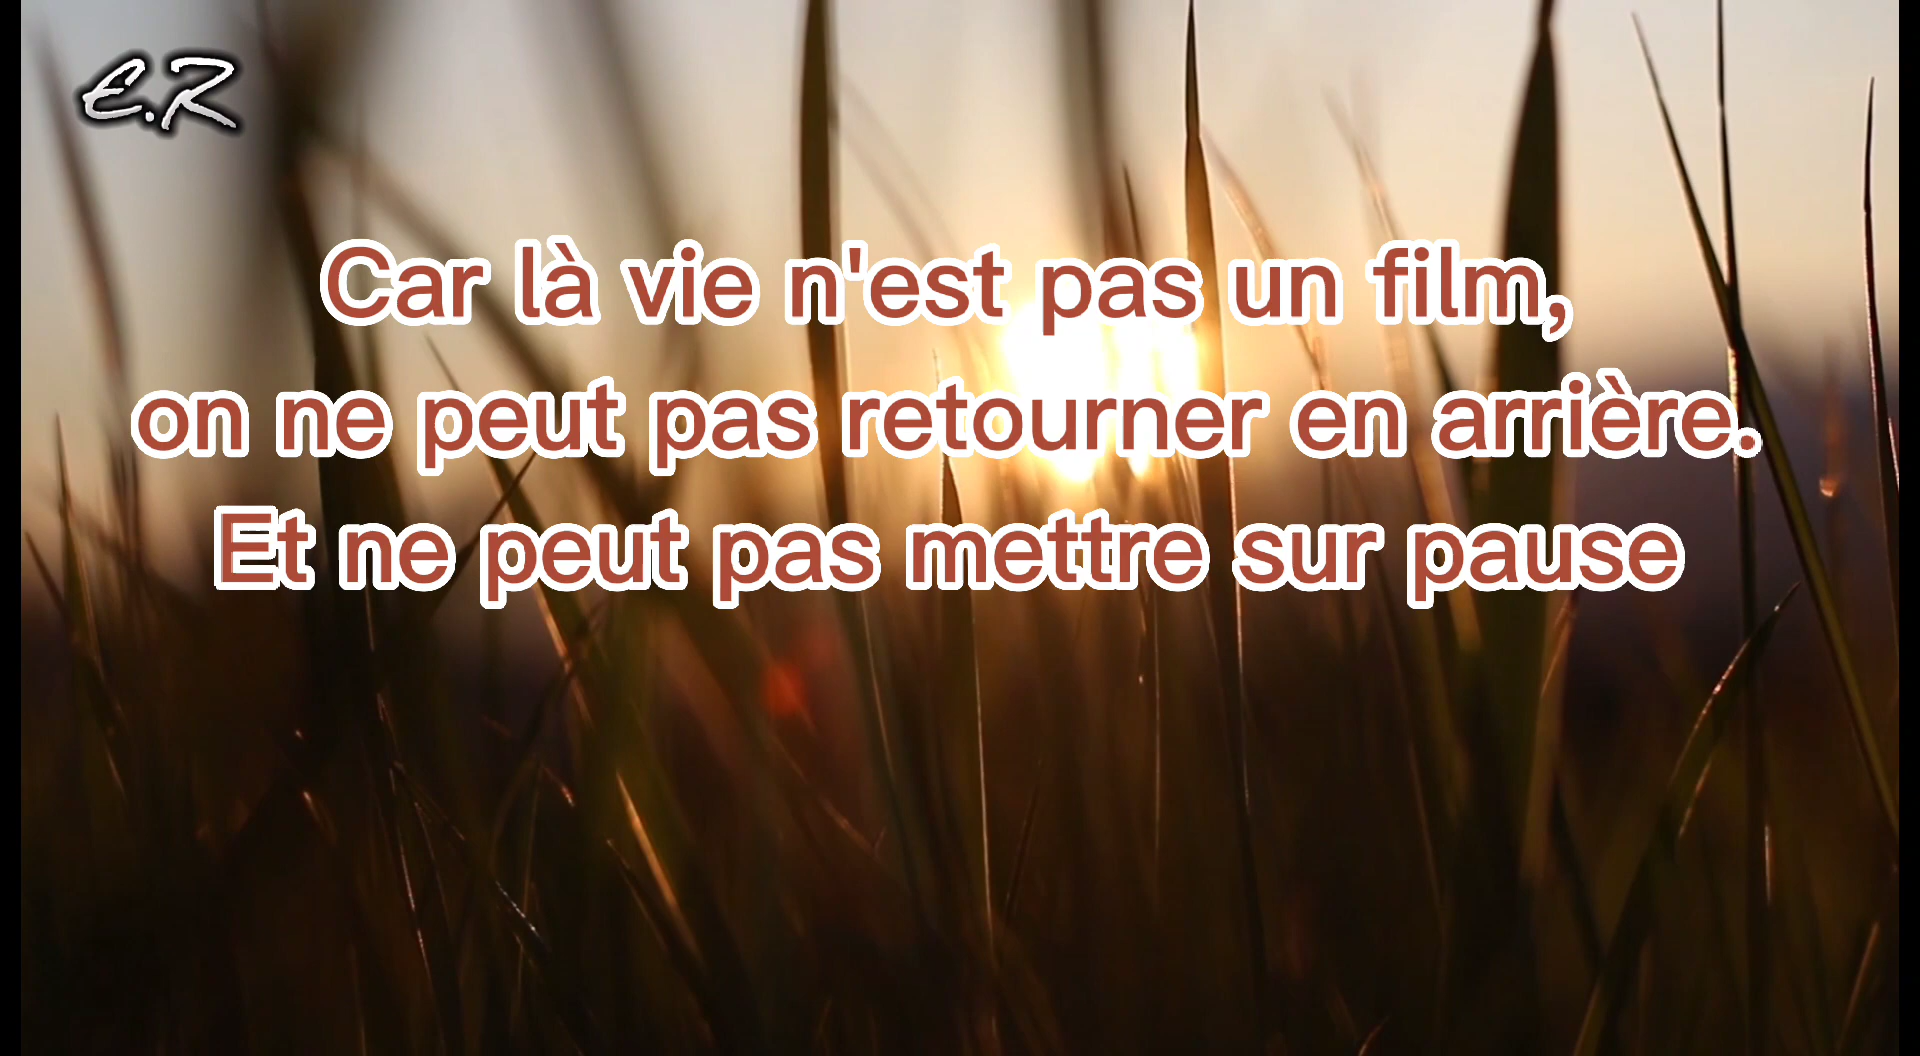 E.R
Car là vie n'est pas un film,
on ne peut pas retourner en arrière.
Et ne peut pas mettre sur pause